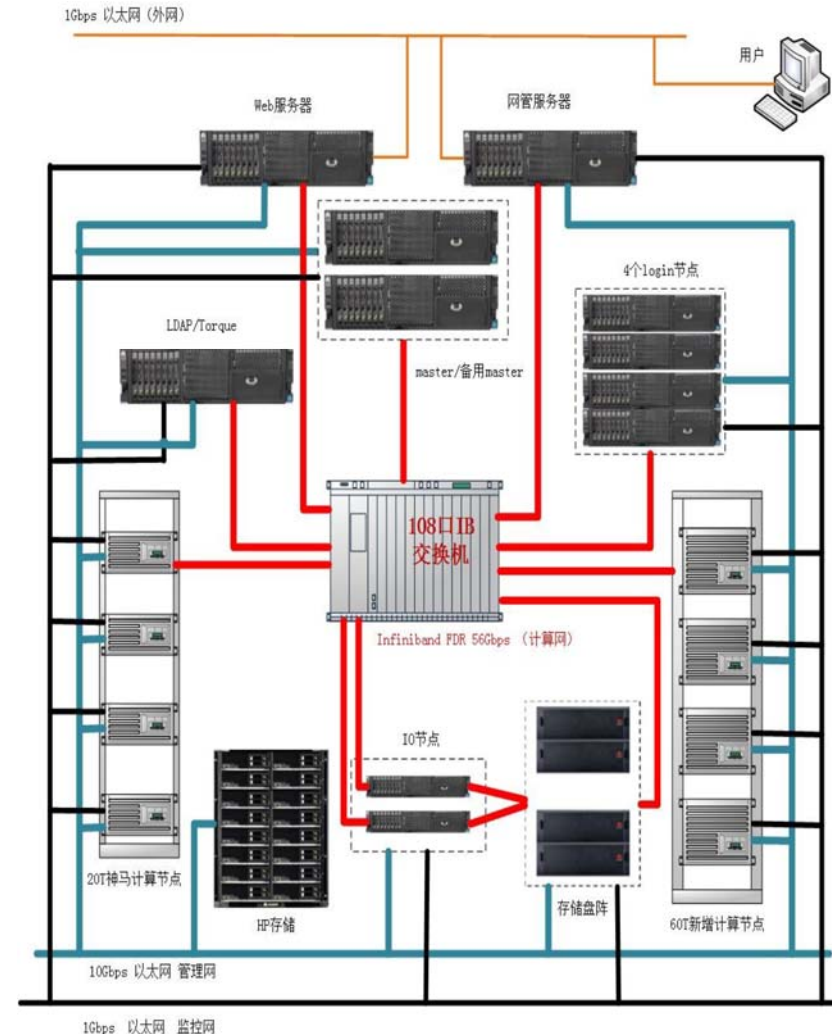 1Gbps 以太网（外网）
用户
Web服务器
网管服务器
4个login节点
LDAP/Torque
master/备用master
108口IB
交换机
Infiniband FDR 56Gbps （计算网）
IO节点
20T神马计算节点
HP存储
存储盘阵
60T新增计算节点
10Gbps 以太网 管理网
1Gbps 以太网 监控网